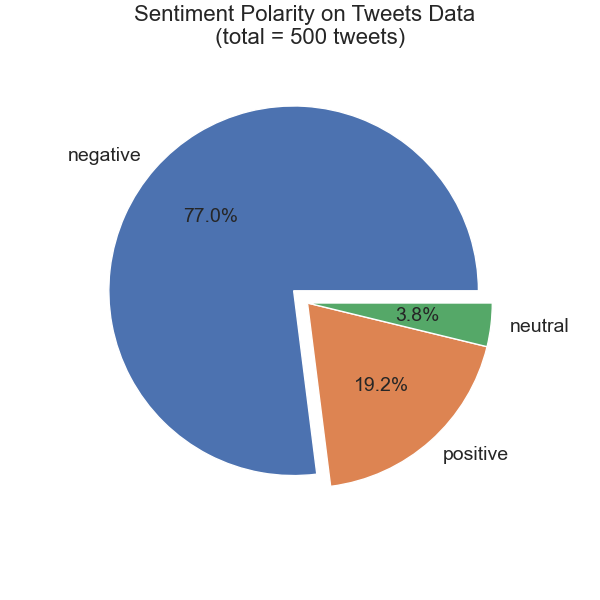 Sentiment Polarity on Tweets Data
(total = 500 tweets)
negative
77.0%
3.8%
neutral
19.2%
positive